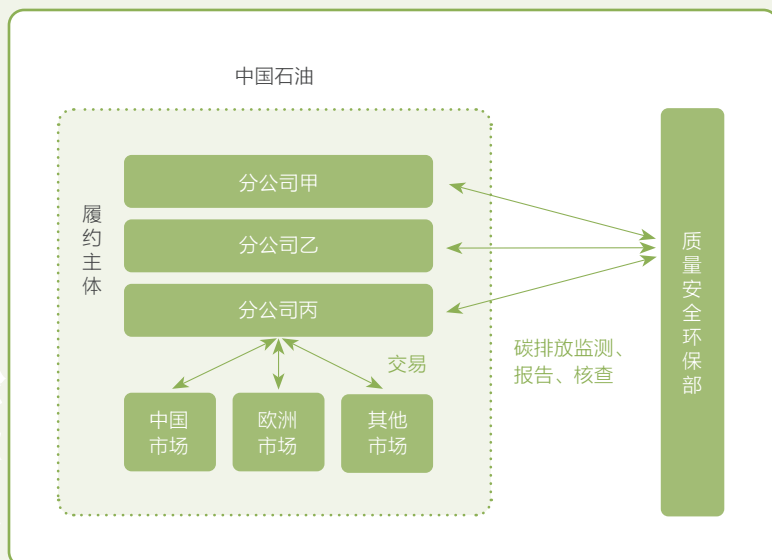 中国石油
履约主体
分公司甲
分公司乙
分公司丙
交易
中国
市场
欧洲
市场
其他
市场
碳排放监测、
报告、核查
质量安全环保部